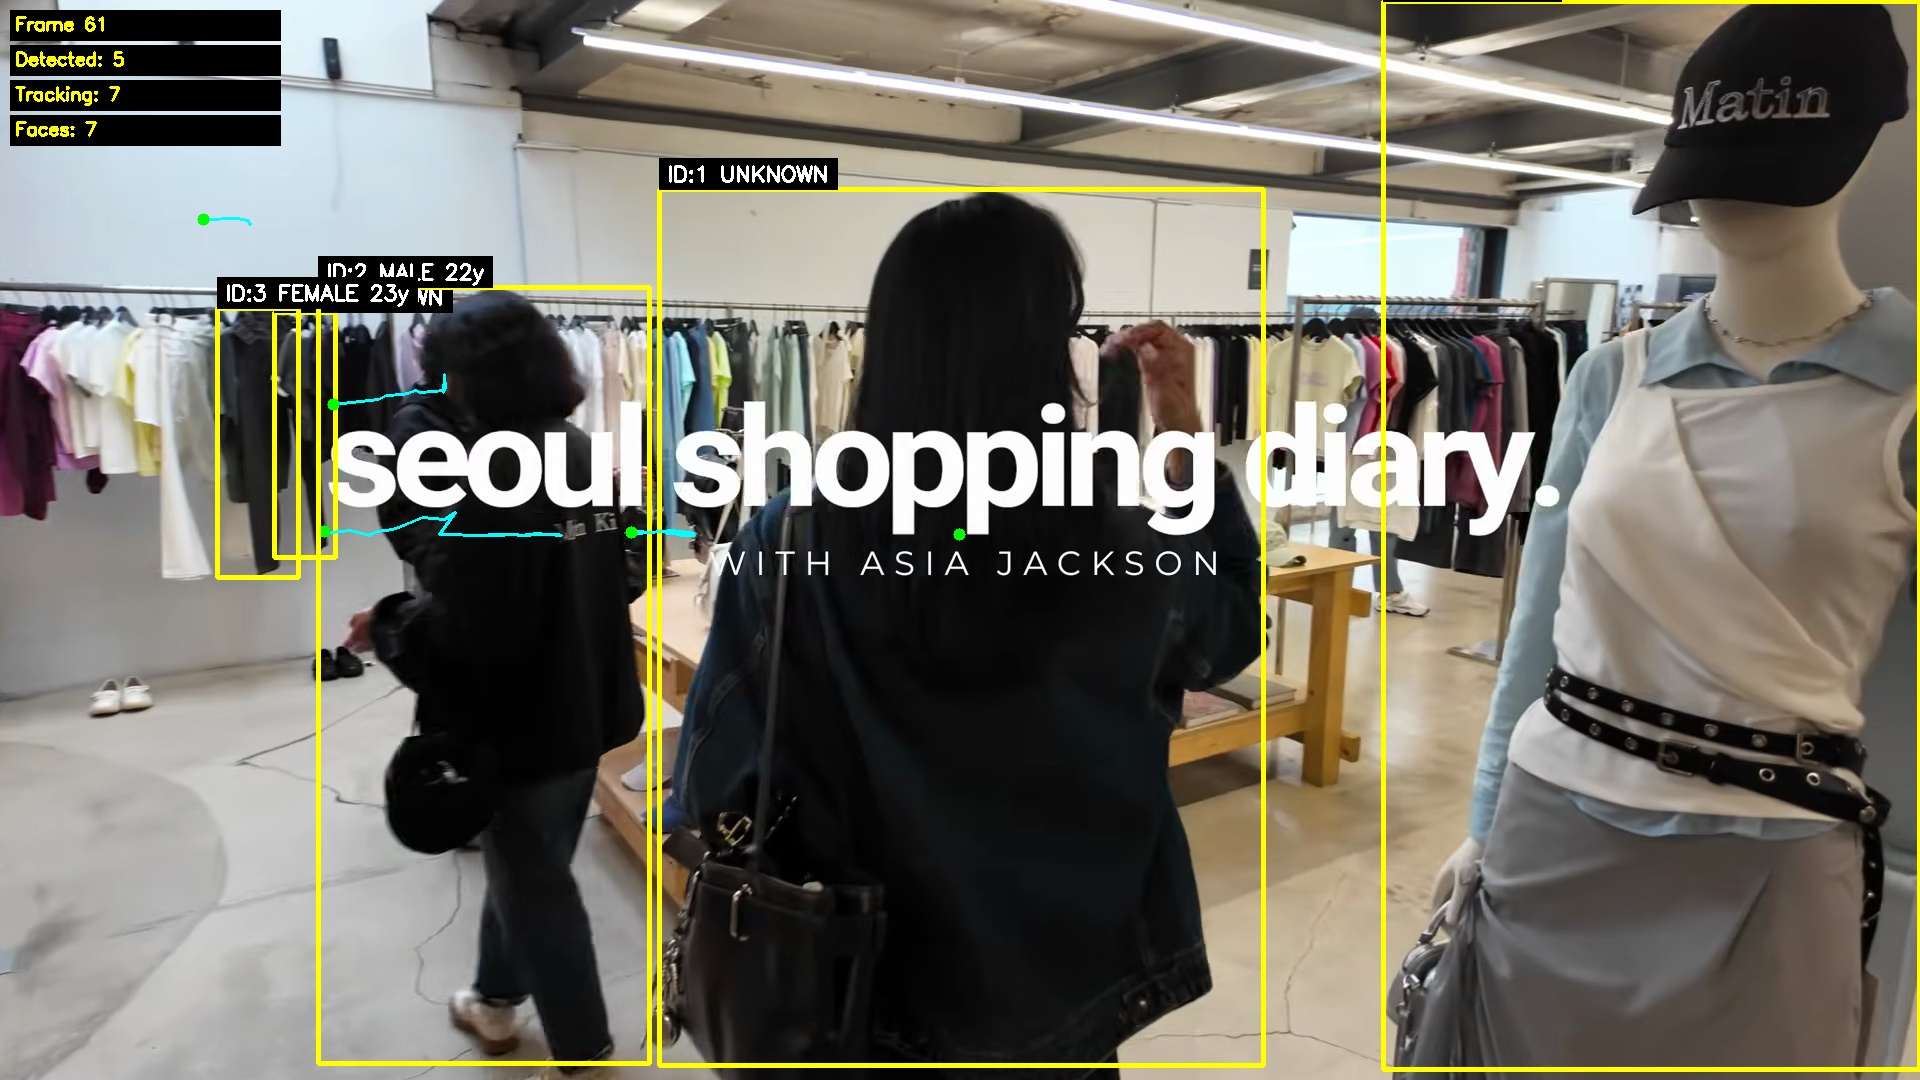 Frame 61
Detected: 5
Tracking: 7
Faces: 7
Matin
ID:1 UNKNOWN
ID:2 MALE 22y
ID:3 FEMALE 23y
seoul shopping diary.
Ki
WITH ASIA JACKSON